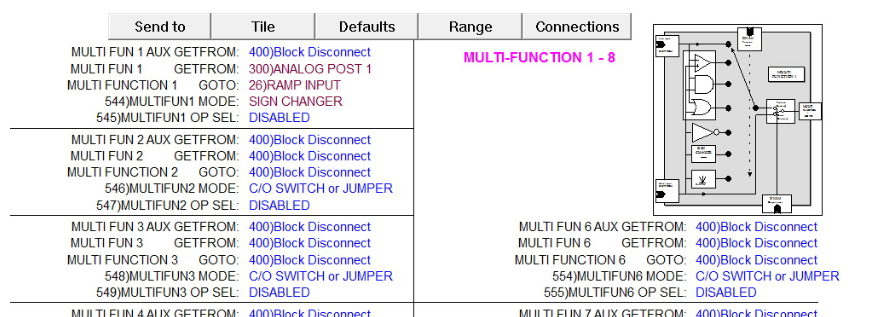 Send to Tile Defaults Range Connections
MULTI-FUNCTION 1 - 8
MULTI FUN 1 AUX GETFROM: 400)Block Disconnect
MULTI FUN 1 GETFROM: 300)ANALOG POST 1
MULTI FUNCTION 1 GOTO: 26)RAMP INPUT
544)MULTIFUN1 MODE: SIGN CHANGER
545)MULTIFUN1 OP SEL: DISABLED
MULTI FUN 2 AUX GETFROM: 400)Block Disconnect
MULTI FUN 2 GETFROM: 400)Block Disconnect
MULTI FUNCTION 2 GOTO: 400)Block Disconnect
546)MULTIFUN2 MODE: C/O SWITCH or JUMPER
547)MULTIFUN2 OP SEL: DISABLED
MULTI FUN 3 AUX GETFROM: 400)Block Disconnect
MULTI FUN 3 GETFROM: 400)Block Disconnect
MULTI FUNCTION 3 GOTO: 400)Block Disconnect
548)MULTIFUN3 MODE: C/O SWITCH or JUMPER
549)MULTIFUN3 OP SEL: DISABLED
MULTI FUN 4 AUX GETFROM: 400)Block Disconnect
MULTI FUN 6 AUX GETFROM: 400)Block Disconnect
MULTI FUN 6 GETFROM: 400)Block Disconnect
MULTI FUNCTION 6 GOTO: 400)Block Disconnect
554)MULTIFUN6 MODE: C/O SWITCH or JUMPER
555)MULTIFUN6 OP SEL: DISABLED
MULTI FUN 7 AUX GETFROM: 400)Block Disconnect